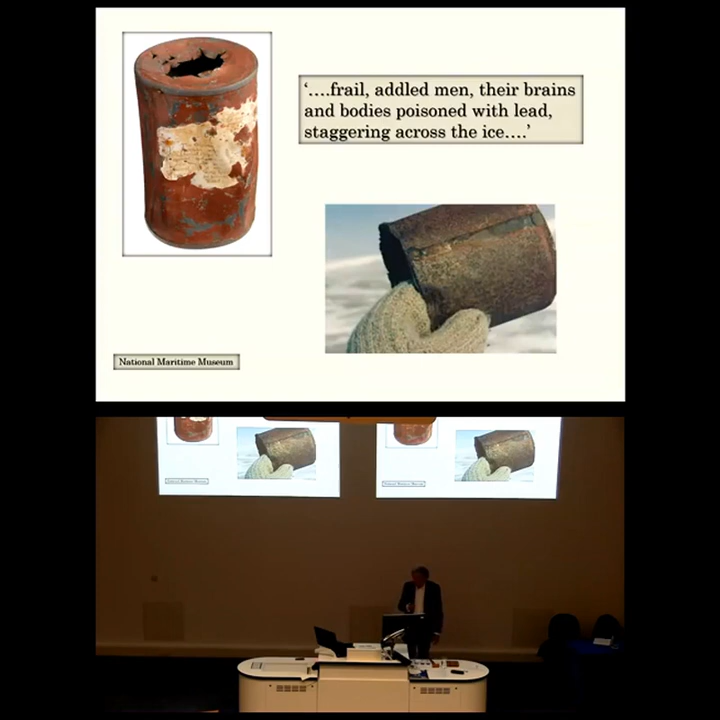 ‘....frail, addled men, their brains
and bodies poisoned with lead,
staggering across the ice....’
National Maritime Museum